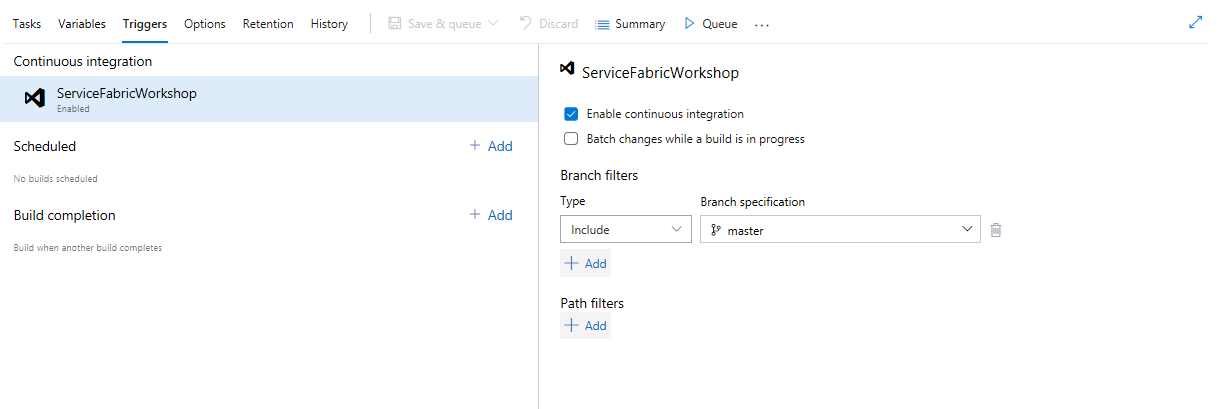 Tasks Variables Triggers Options Retention History Save & queue Discard Summary Queue ...
Continuous integration
ServiceFabricWorkshop
Enabled
Scheduled + Add
No builds scheduled
Build completion + Add
Build when another build completes
ServiceFabricWorkshop
Enable continuous integration
Batch changes while a build is in progress
Branch filters
Type Branch specification
Include master
+ Add
Path filters
+ Add